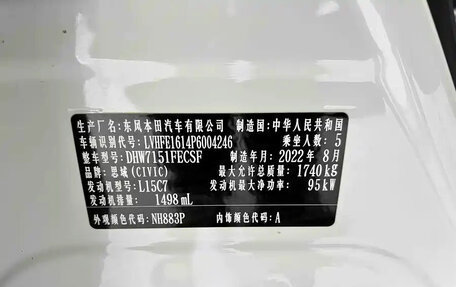 生产厂名：东风本田汽车有限公司 制造国：中华人民共和国
车辆识别代号：LVHFE1614P6004246 乘坐人数：5
整车型号：DHW7151FECSF 制造年月：2022年8月
品牌：思域(CIVIC) 最大允许总质量：1740kg
发动机型号：L15C7 发动机最大净功率：95kW
发动机排量：1498mL
外观颜色代码：NH883P 内饰颜色代码：A